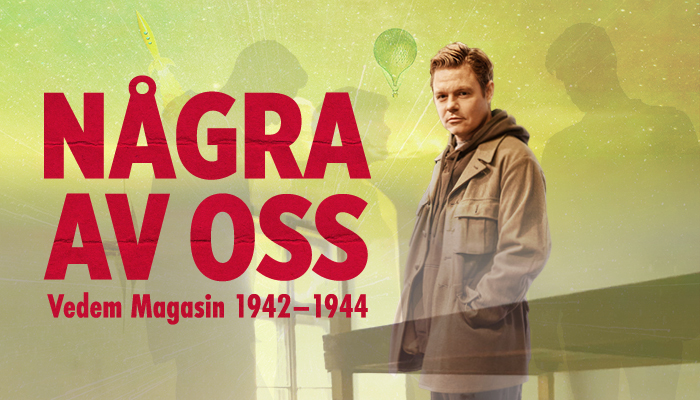 NÅGRA
AV OSS
Vedem Magasin 1942–1944